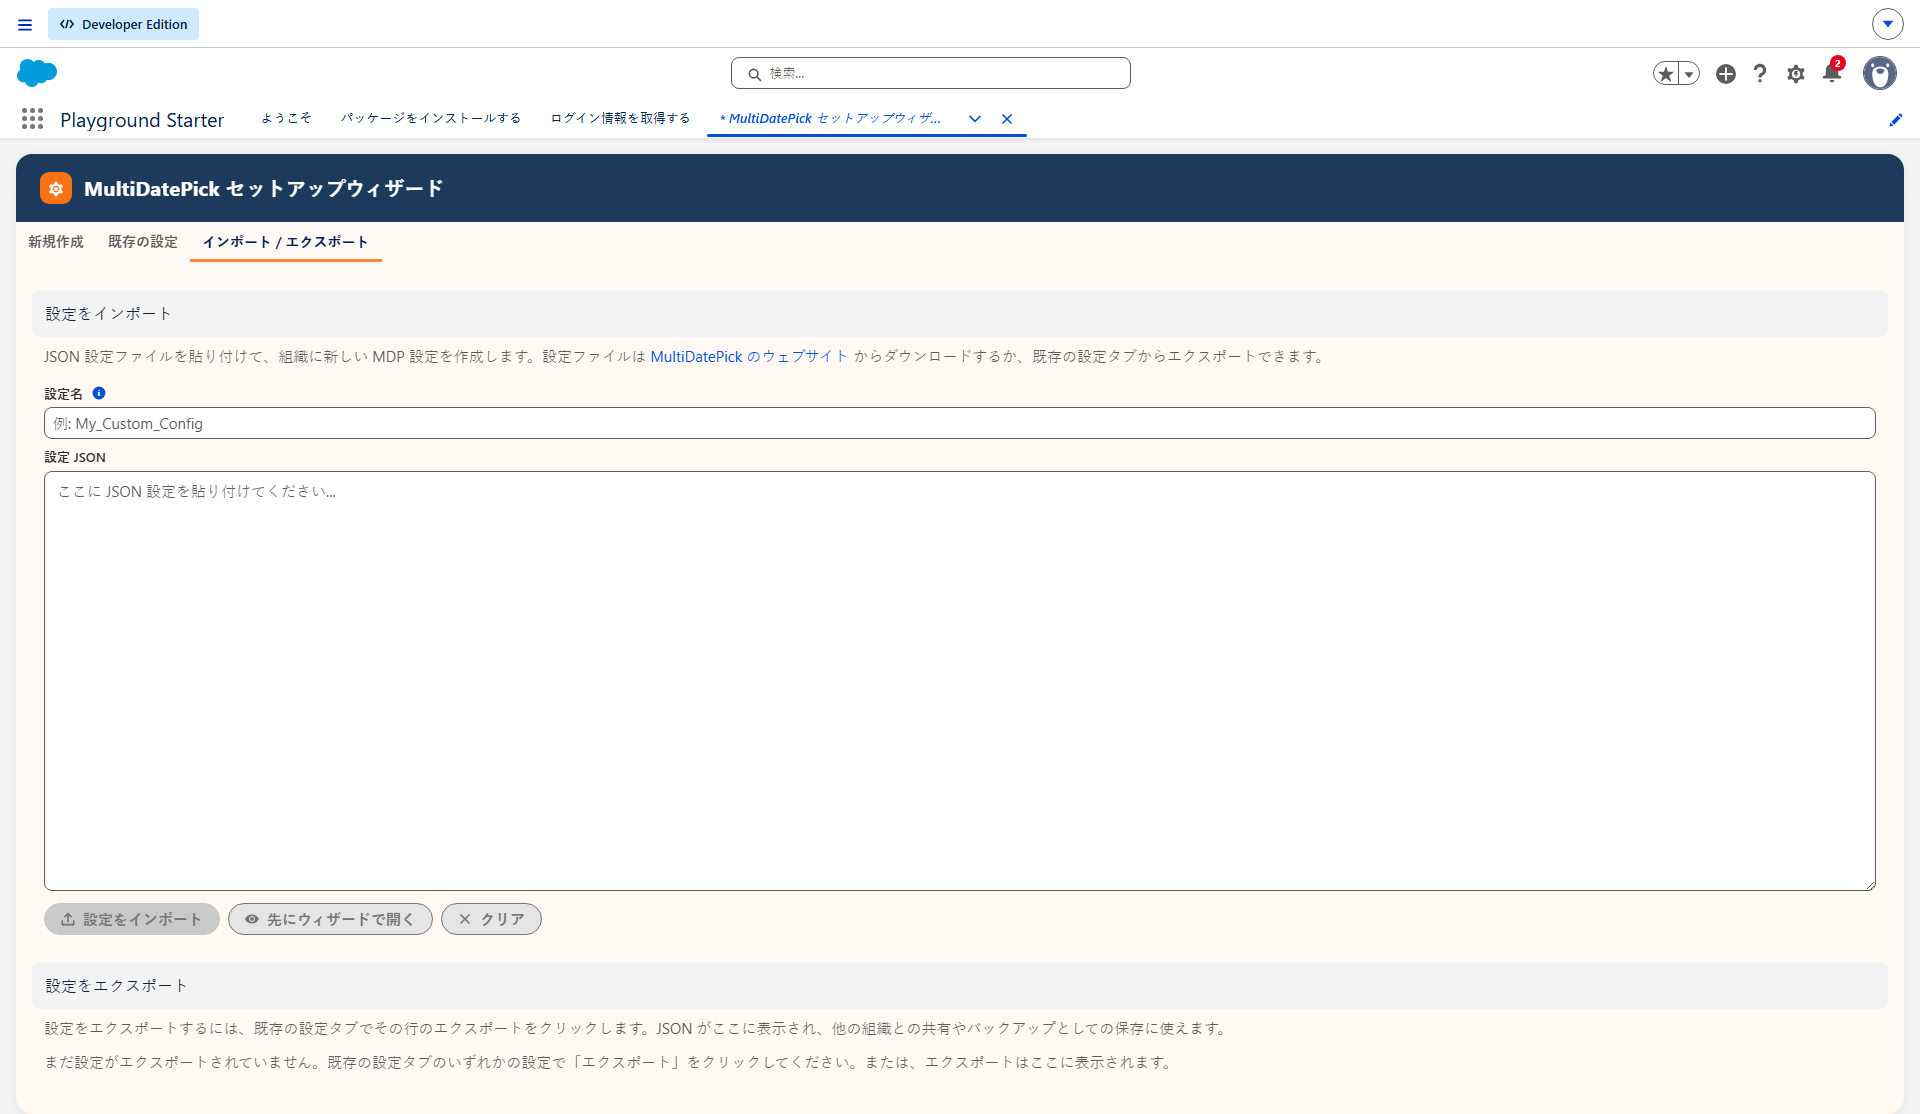 Developer Edition
検索...
2
Playground Starter
ようこそ
パッケージをインストールする
ログイン情報を取得する
* MultiDatePick セットアップウィザ...
MultiDatePick セットアップウィザード
新規作成
既存の設定
インポート / エクスポート
設定をインポート
JSON 設定ファイルを貼り付けて、組織に新しい MDP 設定を作成します。設定ファイルは MultiDatePick のウェブサイト からダウンロードするか、既存の設定タブからエクスポートできます。
設定名
例: My_Custom_Config
設定 JSON
ここに JSON 設定を貼り付けてください...
設定をインポート
先にウィザードで開く
クリア
設定をエクスポート
設定をエクスポートするには、既存の設定タブでその行のエクスポートをクリックします。JSON がここに表示され、他の組織との共有やバックアップとしての保存に使えます。
まだ設定がエクスポートされていません。既存の設定タブのいずれかの設定で「エクスポート」をクリックしてください。または、エクスポートはここに表示されます。